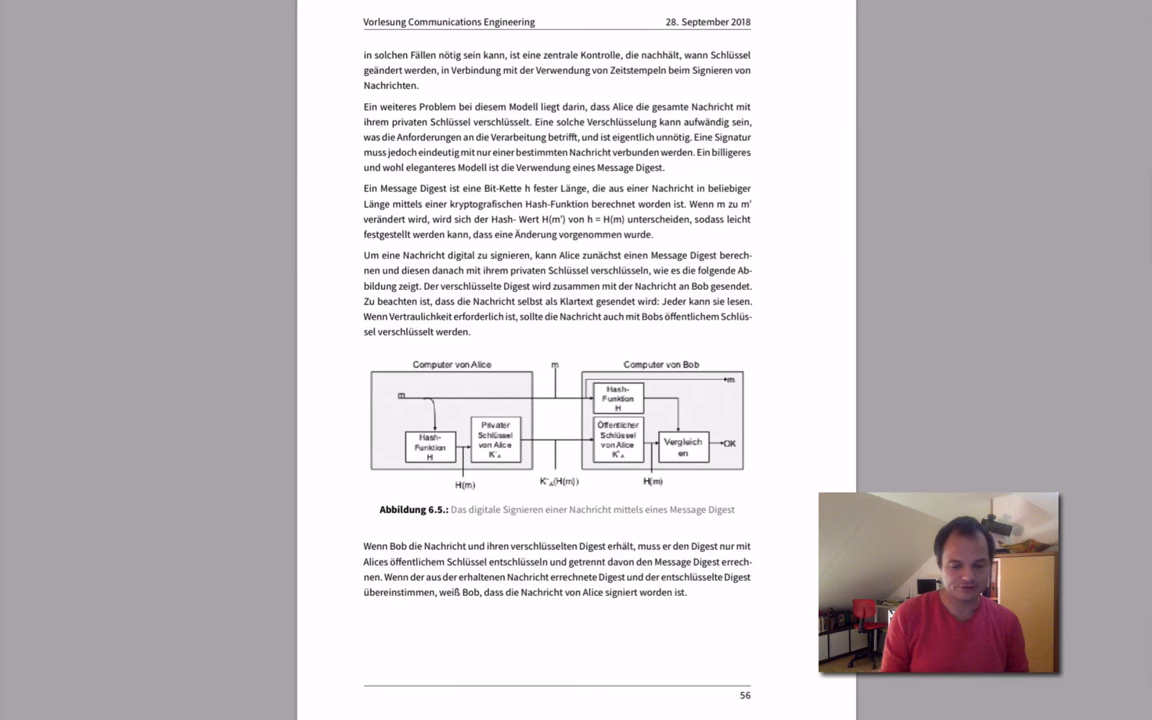 Vorlesung Communications Engineering 28. September 2018
in solchen Fällen nötig sein kann, ist eine zentrale Kontrolle, die nachhält, wann Schlüssel
geändert werden, in Verbindung mit der Verwendung von Zeitstempeln beim Signieren von
Nachrichten.
Ein weiteres Problem bei diesem Modell liegt darin, dass Alice die gesamte Nachricht mit
ihrem privaten Schlüssel verschlüsselt. Eine solche Verschlüsselung kann aufwändig sein,
was die Anforderungen an die Verarbeitung betrifft, und ist eigentlich unnötig. Eine Signatur
muss jedoch eindeutig mit nur einer bestimmten Nachricht verbunden werden. Ein billigeres
und wohl eleganteres Modell ist die Verwendung eines Message Digest.
Ein Message Digest ist eine Bit-Kette h fester Länge, die aus einer Nachricht in beliebiger
Länge mittels einer kryptografischen Hash-Funktion berechnet worden ist. Wenn m zu m'
verändert wird, wird sich der Hash- Wert H(m') von h = H(m) unterscheiden, sodass leicht
festgestellt werden kann, dass eine Änderung vorgenommen wurde.
Um eine Nachricht digital zu signieren, kann Alice zunächst einen Message Digest berech-
nen und diesen danach mit ihrem privaten Schlüssel verschlüsseln, wie es die folgende Ab-
bildung zeigt. Der verschlüsselte Digest wird zusammen mit der Nachricht an Bob gesendet.
Zu beachten ist, dass die Nachricht selbst als Klartext gesendet wird: Jeder kann sie lesen.
Wenn Vertraulichkeit erforderlich ist, sollte die Nachricht auch mit Bobs öffentlichem Schlüs-
sel verschlüsselt werden.
Computer von Alice
m
Computer von Bob
m
m
Hash-
Funktion
H
Privater
Schlüssel
von Alice
K⁻A
Hash-
Funktion
H
Öffentlicher
Schlüssel
von Alice
K⁺A
Vergleich
en
OK
H(m)
K⁻A(H(m))
H(m)
Abbildung 6.5.: Das digitale Signieren einer Nachricht mittels eines Message Digest
Wenn Bob die Nachricht und ihren verschlüsselten Digest erhält, muss er den Digest nur mit
Alices öffentlichem Schlüssel entschlüsseln und getrennt davon den Message Digest errech-
nen. Wenn der aus der erhaltenen Nachricht errechnete Digest und der entschlüsselte Digest
übereinstimmen, weiß Bob, dass die Nachricht von Alice signiert worden ist.
56